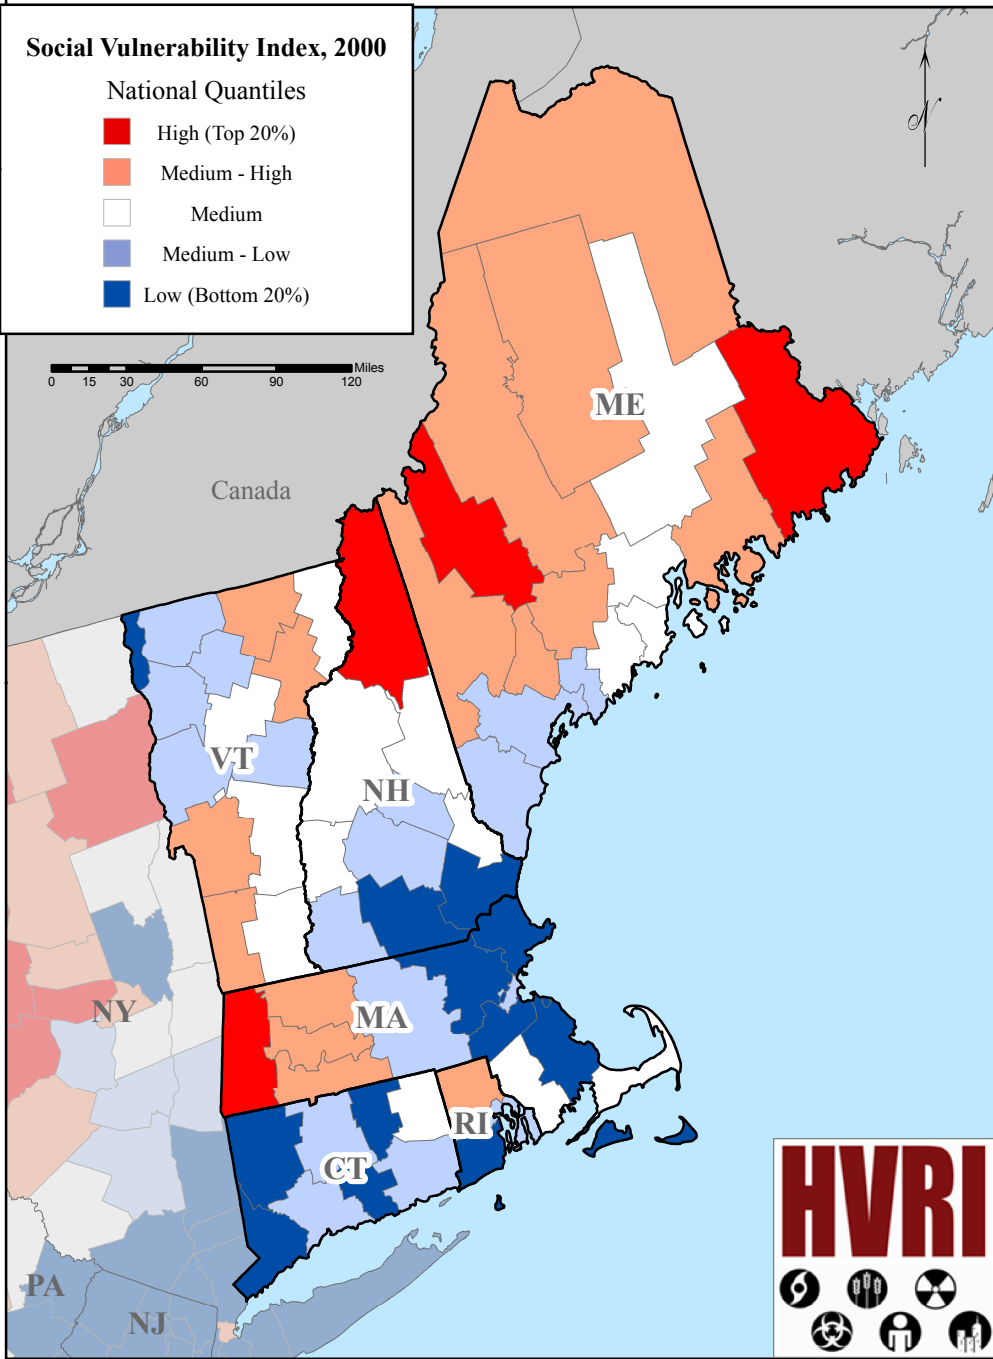 Social Vulnerability Index, 2000
National Quantiles
High (Top 20%)
Medium - High
Medium
Medium - Low
Low (Bottom 20%)
N
Miles
0 15 30 60 90 120
ME
Canada
VT
NH
NY
MA
RI
CT
PA
NJ
HVRI